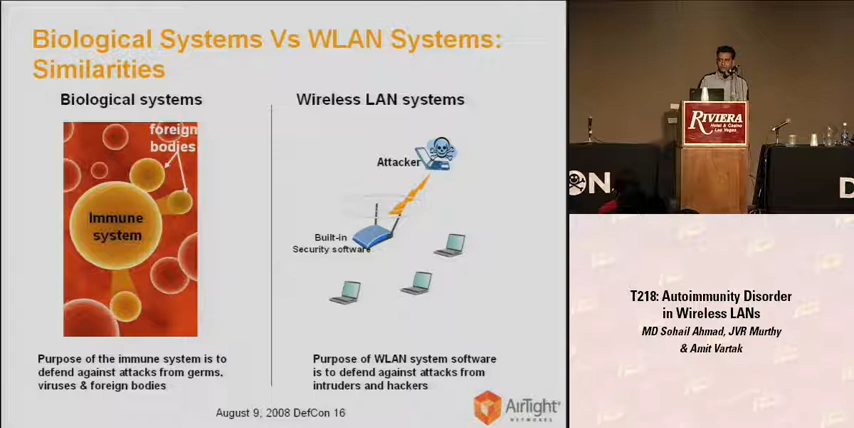 Biological Systems Vs WLAN Systems:
Similarities
Biological systems
foreign
bodies
Immune
system
Purpose of the immune system is to
defend against attacks from germs,
viruses & foreign bodies
Wireless LAN systems
Attacker
Built-in
Security software
Purpose of WLAN system software
is to defend against attacks from
intruders and hackers
August 9, 2008 DefCon 16
AirTight
NETWORKS
RIVIERA
Hotel & Casino
Las Vegas
ON.
D
T218: Autoimmunity Disorder
in Wireless LANs
MD Sohail Ahmad, JVR Murthy
& Amit Vartak